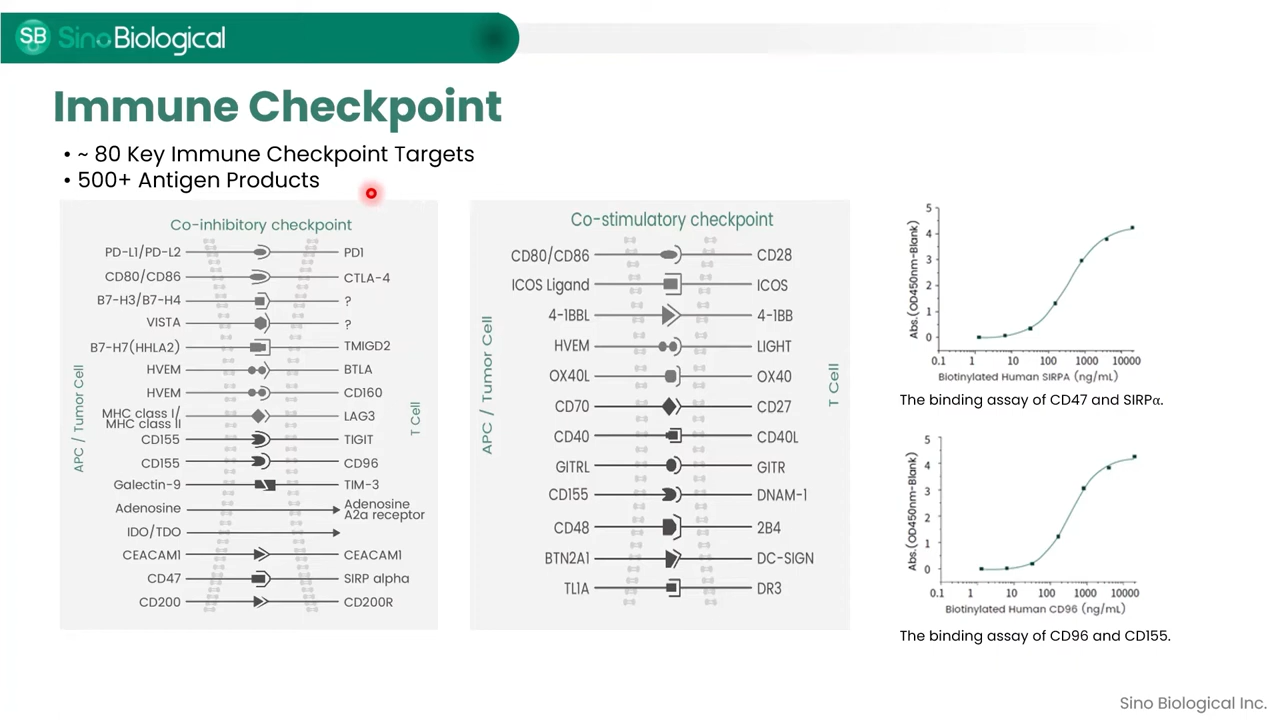 SB SinoBiological
Immune Checkpoint
• ~ 80 Key Immune Checkpoint Targets
• 500+ Antigen Products
Co-inhibitory checkpoint
PD-L1/PD-L2 PD1
CD80/CD86 CTLA-4
B7-H3/B7-H4 ?
VISTA ?
B7-H7(HHLA2) TMIGD2
HVEM BTLA
HVEM CD160
MHC class I/
MHC class II LAG3
CD155 TIGIT
CD155 CD96
Galectin-9 TIM-3
Adenosine Adenosine
A2a receptor
IDO/TDO
CEACAM1 CEACAM1
CD47 SIRP alpha
CD200 CD200R
APC / Tumor Cell
T Cell
Co-stimulatory checkpoint
CD80/CD86 CD28
ICOS Ligand ICOS
4-1BBL 4-1BB
HVEM LIGHT
OX40L OX40
CD70 CD27
CD40 CD40L
GITRL GITR
CD155 DNAM-1
CD48 2B4
BTN2A1 DC-SIGN
TL1A DR3
APC / Tumor Cell
T Cell
Abs.(OD450nm-Blank)
5
4
3
2
1
0
0.1 1 10 100 1000 10000
Biotinylated Human SIRPA (ng/mL)
The binding assay of CD47 and SIRPα.
Abs.(OD450nm-Blank)
5
4
3
2
1
0
0.1 1 10 100 1000 10000
Biotinylated Human CD96 (ng/mL)
The binding assay of CD96 and CD155.
Sino Biological Inc.